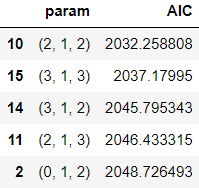 param AIC
10 (2, 1, 2) 2032.258808
15 (3, 1, 3) 2037.17995
14 (3, 1, 2) 2045.795343
11 (2, 1, 3) 2046.433315
2 (0, 1, 2) 2048.726493